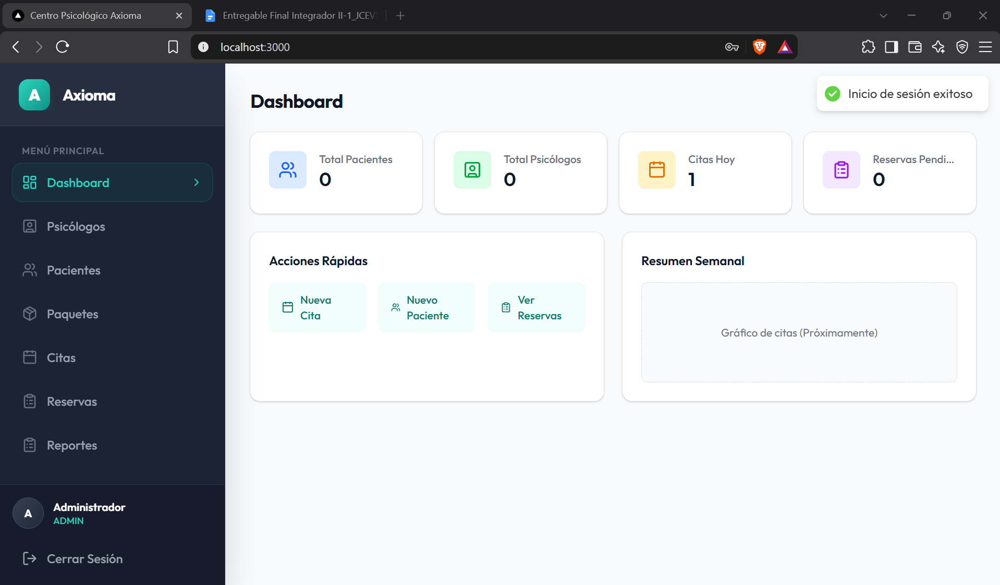 Centro Psicológico Axioma
Entregable Final Integrador II-1_JCEV
localhost:3000
A
Axioma
MENÚ PRINCIPAL
Dashboard
Psicólogos
Pacientes
Paquetes
Citas
Reservas
Reportes
A
Administrador
ADMIN
Cerrar Sesión
Dashboard
Inicio de sesión exitoso
Total Pacientes
0
Total Psicólogos
0
Citas Hoy
1
Reservas Pendi...
0
Acciones Rápidas
Nueva
Cita
Nuevo
Paciente
Ver
Reservas
Resumen Semanal
Gráfico de citas (Próximamente)